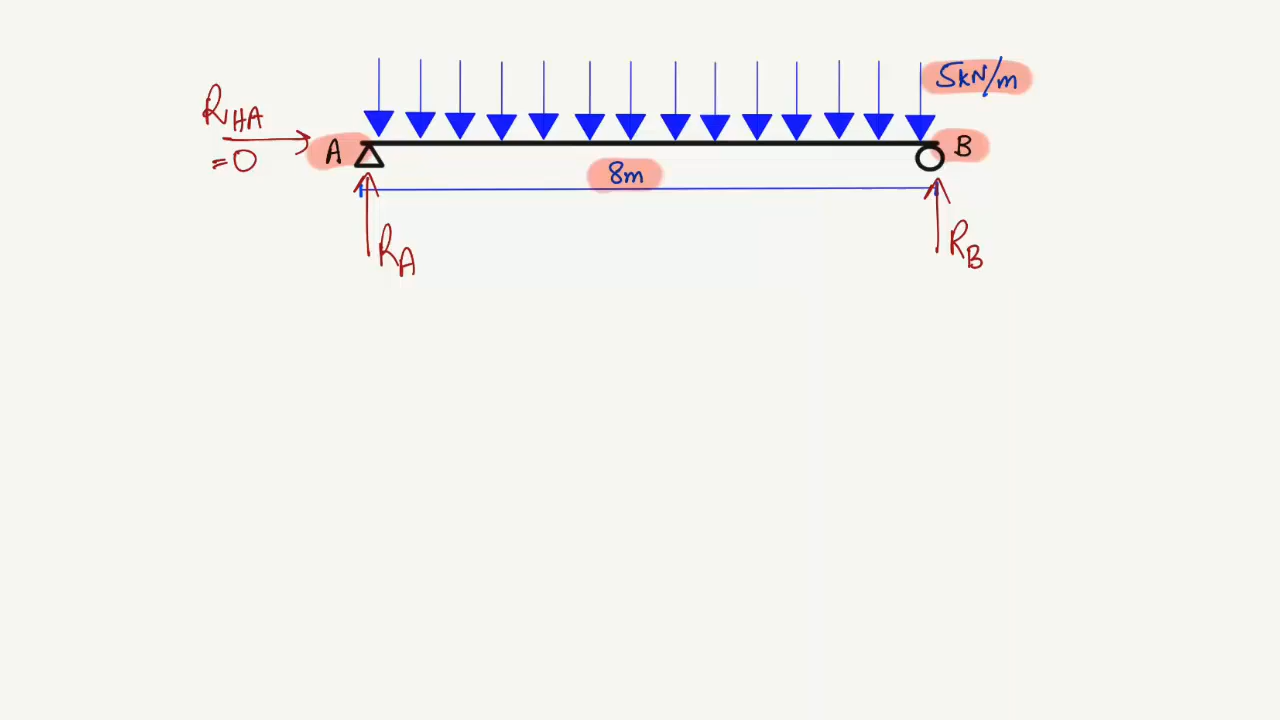 5kN/m
R_HA
= 0
A
B
8m
R_A
R_B